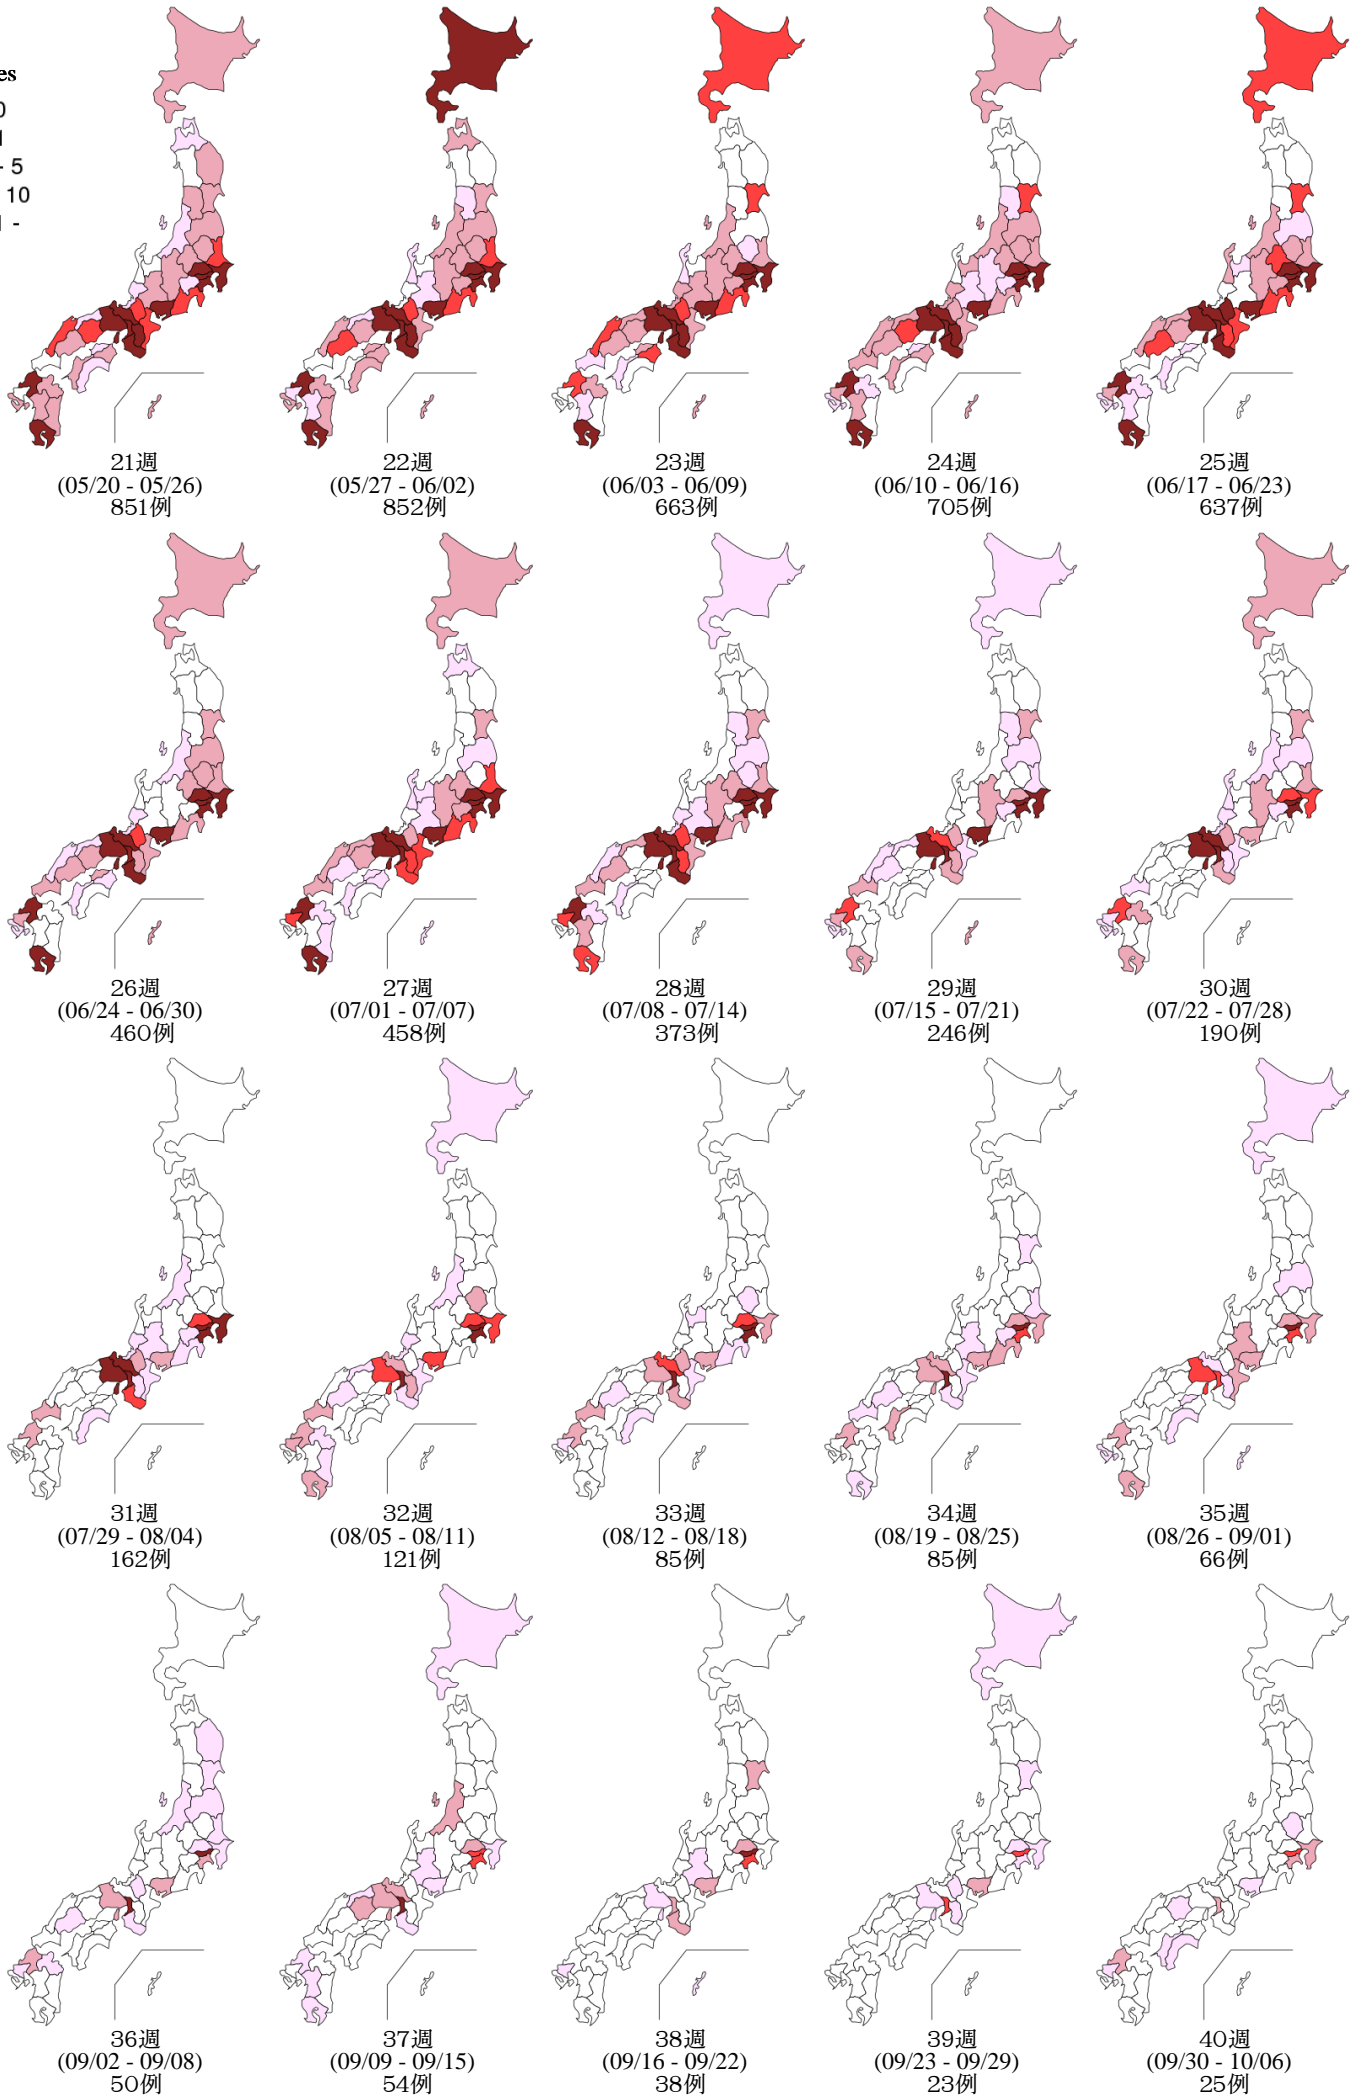 es
0
1
- 5
10
-
21週
(05/20 - 05/26)
851例
22週
(05/27 - 06/02)
852例
23週
(06/03 - 06/09)
663例
24週
(06/10 - 06/16)
705例
25週
(06/17 - 06/23)
637例
26週
(06/24 - 06/30)
460例
27週
(07/01 - 07/07)
458例
28週
(07/08 - 07/14)
373例
29週
(07/15 - 07/21)
246例
30週
(07/22 - 07/28)
190例
31週
(07/29 - 08/04)
162例
32週
(08/05 - 08/11)
121例
33週
(08/12 - 08/18)
85例
34週
(08/19 - 08/25)
85例
35週
(08/26 - 09/01)
66例
36週
(09/02 - 09/08)
50例
37週
(09/09 - 09/15)
54例
38週
(09/16 - 09/22)
38例
39週
(09/23 - 09/29)
23例
40週
(09/30 - 10/06)
25例